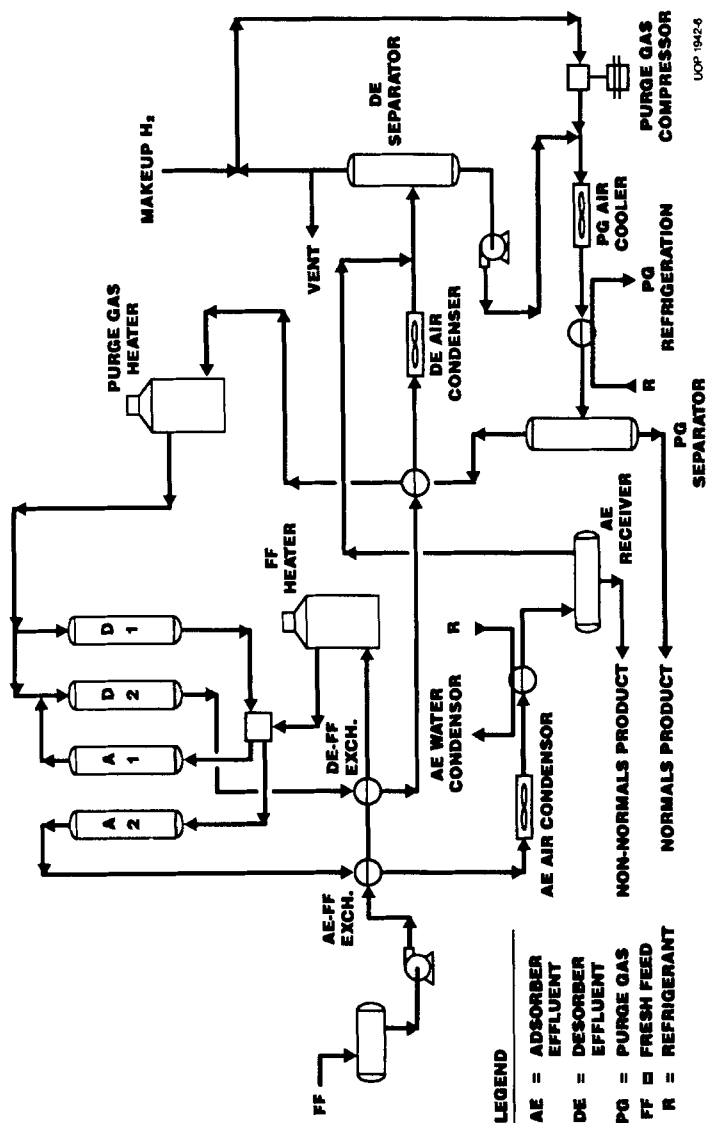 MAKEUP H₂
DE
SEPARATOR
VENT
PURGE GAS
COMPRESSOR
UOP 1942-6
PURGE GAS
HEATER
DE AIR
CONDENSER
PG AIR
COOLER
PG
REFRIGERATION
R
PG
SEPARATOR
D
1
D
2
A
1
A
2
FF
HEATER
DE-FF
EXCH.
AE-FF
EXCH.
FF
R
AE WATER
CONDENSOR
AE AIR CONDENSOR
AE
RECEIVER
NON-NORMALS PRODUCT
NORMALS PRODUCT
LEGEND
AE = ADSORBER
EFFLUENT
DE = DESORBER
EFFLUENT
PG = PURGE GAS
FF = FRESH FEED
R = REFRIGERANT